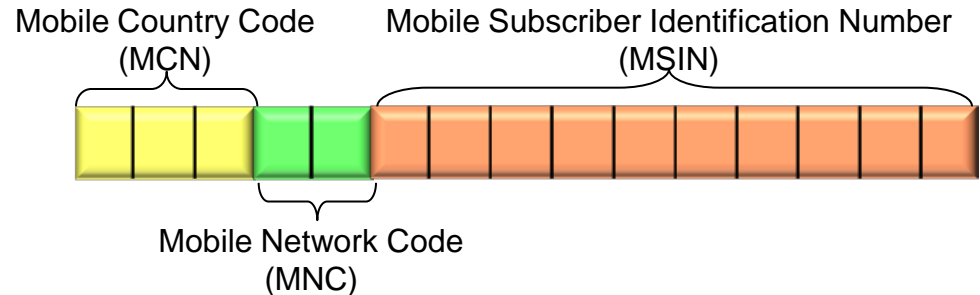 Mobile Country Code
(MCN)
Mobile Subscriber Identification Number
(MSIN)
Mobile Network Code
(MNC)